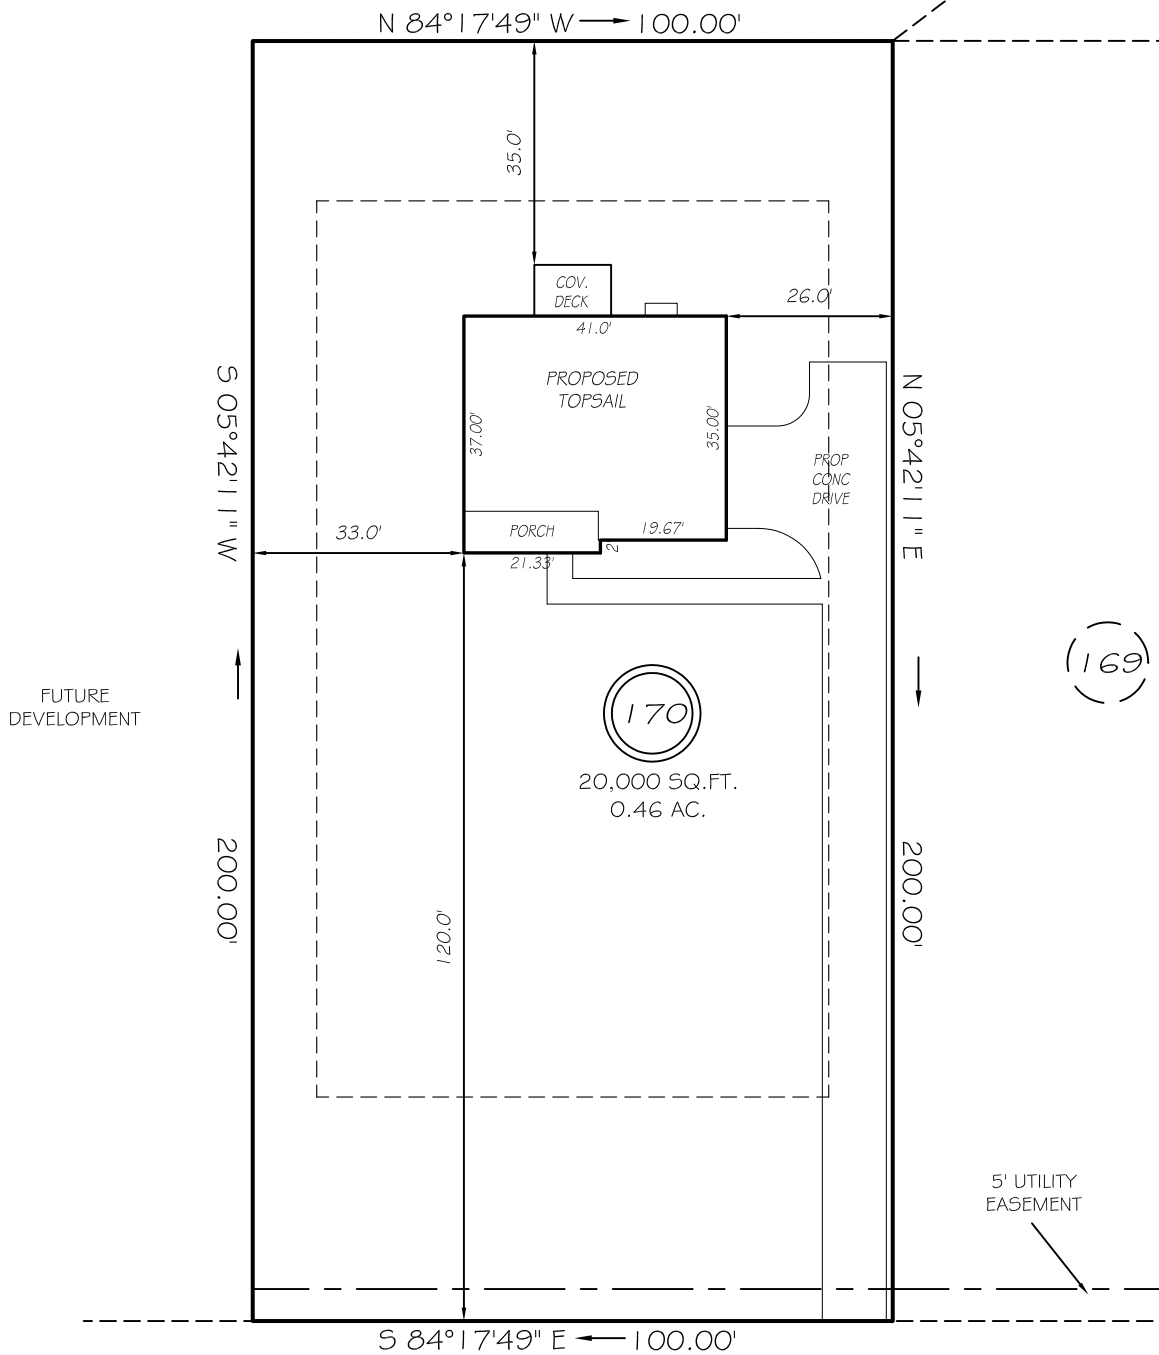 N 84°17'49" W 100.00'
35.0'
COV.
DECK
26.0'
41.0'
PROPOSED
TOPSAIL
37.00'
35.00'
S 05°42'11" W
N 05°42'11" E
PROP
CONC
DRIVE
33.0'
PORCH
19.67'
2
21.33'
169
FUTURE
DEVELOPMENT
170
20,000 SQ.FT.
0.46 AC.
200.00'
200.00'
120.0'
5' UTILITY
EASEMENT
S 84°17'49" E 100.00'